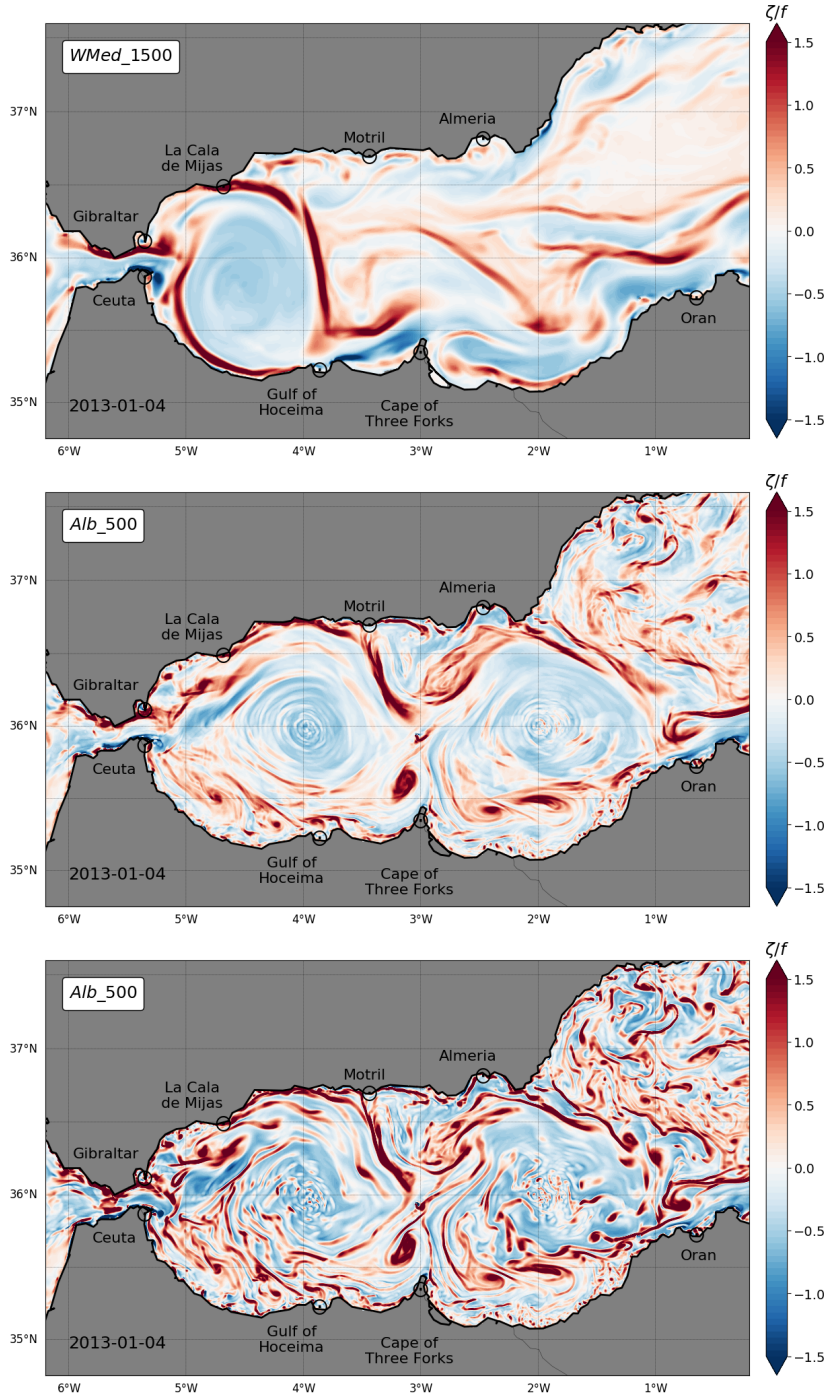 ζ/f
WMed_1500
1.5
37°N
Almeria
1.0
La Cala
de Mijas
Motril
0.5
Gibraltar
0.0
36°N
Ceuta
−0.5
Oran
−1.0
Gulf of
Hoceima
Cape of
Three Forks
35°N
2013-01-04
−1.5
6°W 5°W 4°W 3°W 2°W 1°W
ζ/f
Alb_500
1.5
37°N
Almeria
1.0
La Cala
de Mijas
Motril
0.5
Gibraltar
0.0
36°N
Ceuta
−0.5
Oran
−1.0
Gulf of
Hoceima
Cape of
Three Forks
35°N
2013-01-04
−1.5
6°W 5°W 4°W 3°W 2°W 1°W
ζ/f
Alb_500
1.5
37°N
Almeria
1.0
La Cala
de Mijas
Motril
0.5
Gibraltar
0.0
36°N
Ceuta
−0.5
Oran
−1.0
Gulf of
Hoceima
Cape of
Three Forks
35°N
2013-01-04
−1.5
6°W 5°W 4°W 3°W 2°W 1°W